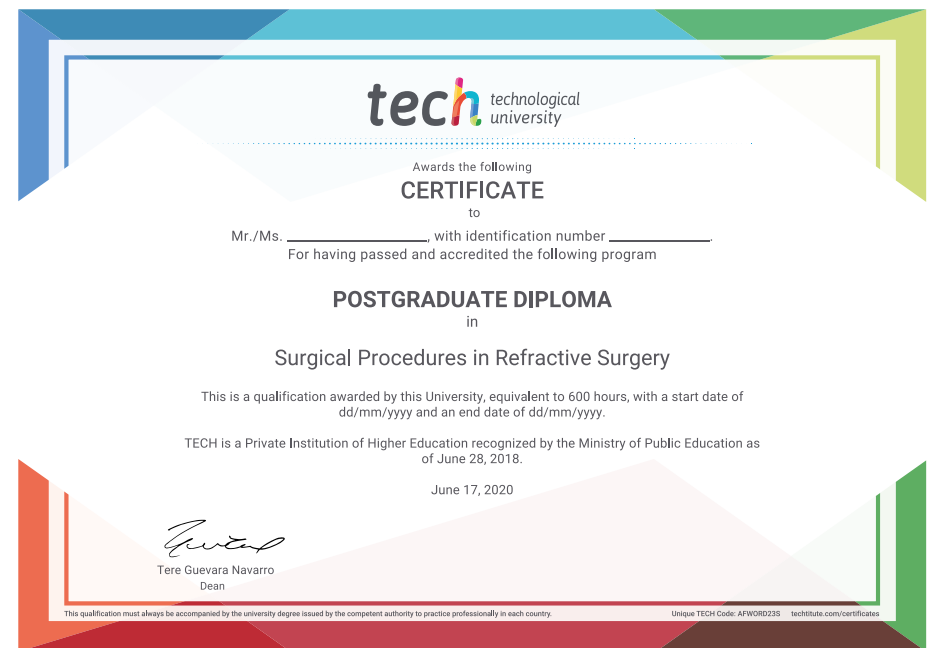 tech technological
university
Awards the following
CERTIFICATE
to
Mr./Ms. ____________, with identification number ____________.
For having passed and accredited the following program
POSTGRADUATE DIPLOMA
in
Surgical Procedures in Refractive Surgery
This is a qualification awarded by this University, equivalent to 600 hours, with a start date of
dd/mm/yyyy and an end date of dd/mm/yyyy.
TECH is a Private Institution of Higher Education recognized by the Ministry of Public Education as
of June 28, 2018.
June 17, 2020
Tere Guevara Navarro
Dean
This qualification must always be accompanied by the university degree issued by the competent authority to practice professionally in each country.
Unique TECH Code: AFWORD23S techtitute.com/certificates